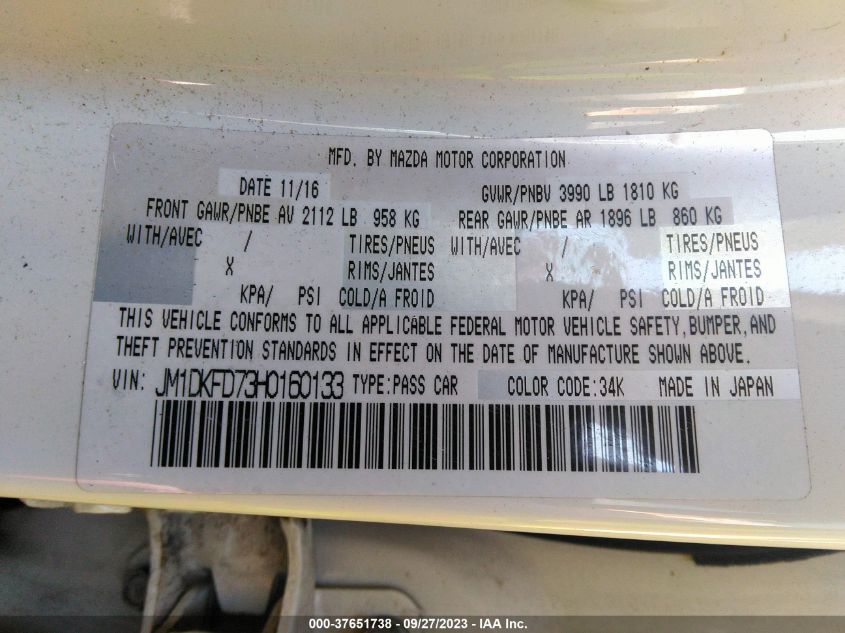 MFD. BY MAZDA MOTOR CORPORATION
DATE 11/16 GVWR/PNBV 3990 LB 1810 KG
FRONT GAWR/PNBE AV 2112 LB 958 KG REAR GAWR/PNBE AR 1896 LB 860 KG
WITH/AVEC / TIRES/PNEUS WITH/AVEC / TIRES/PNEUS
X RIMS/JANTES X RIMS/JANTES
KPA/ PSI COLD/A FROID KPA/ PSI COLD/A FROID
THIS VEHICLE CONFORMS TO ALL APPLICABLE FEDERAL MOTOR VEHICLE SAFETY,BUMPER,AND
THEFT PREVENTION STANDARDS IN EFFECT ON THE DATE OF MANUFACTURE SHOWN ABOVE.
VIN: JM1DKFD73H0160133 TYPE:PASS CAR COLOR CODE:34K MADE IN JAPAN
000-37651738 - 09/27/2023 - IAA Inc.